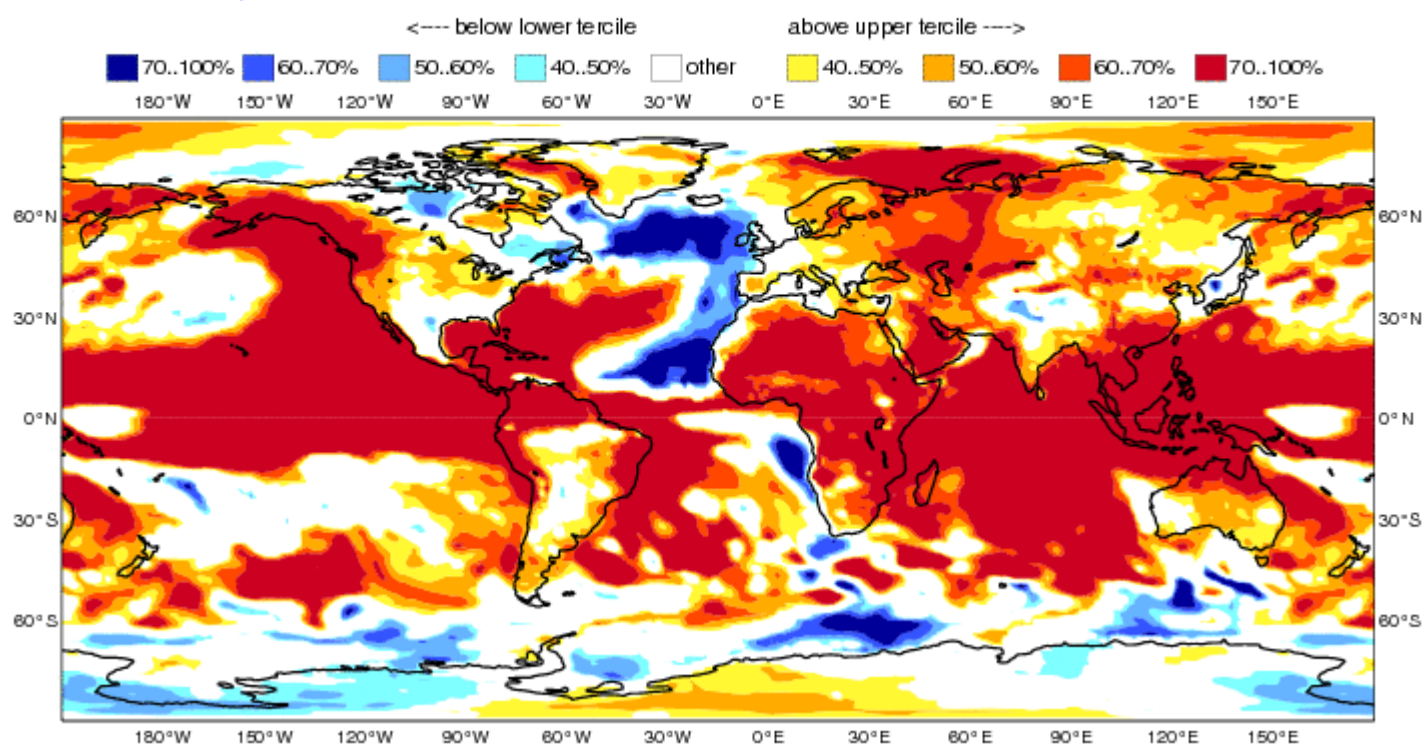 <---- below lower tercile above upper tercile ---->
70..100% 60..70% 50..60% 40..50% other 40..50% 50..60% 60..70% 70..100%
180°W 150°W 120°W 90°W 60°W 30°W 0°E 30°E 60°E 90°E 120°E 150°E
60°N 60°N
30°N 30°N
0°N 0°N
30°S 30°S
60°S 60°S
180°W 150°W 120°W 90°W 60°W 30°W 0°E 30°E 60°E 90°E 120°E 150°E